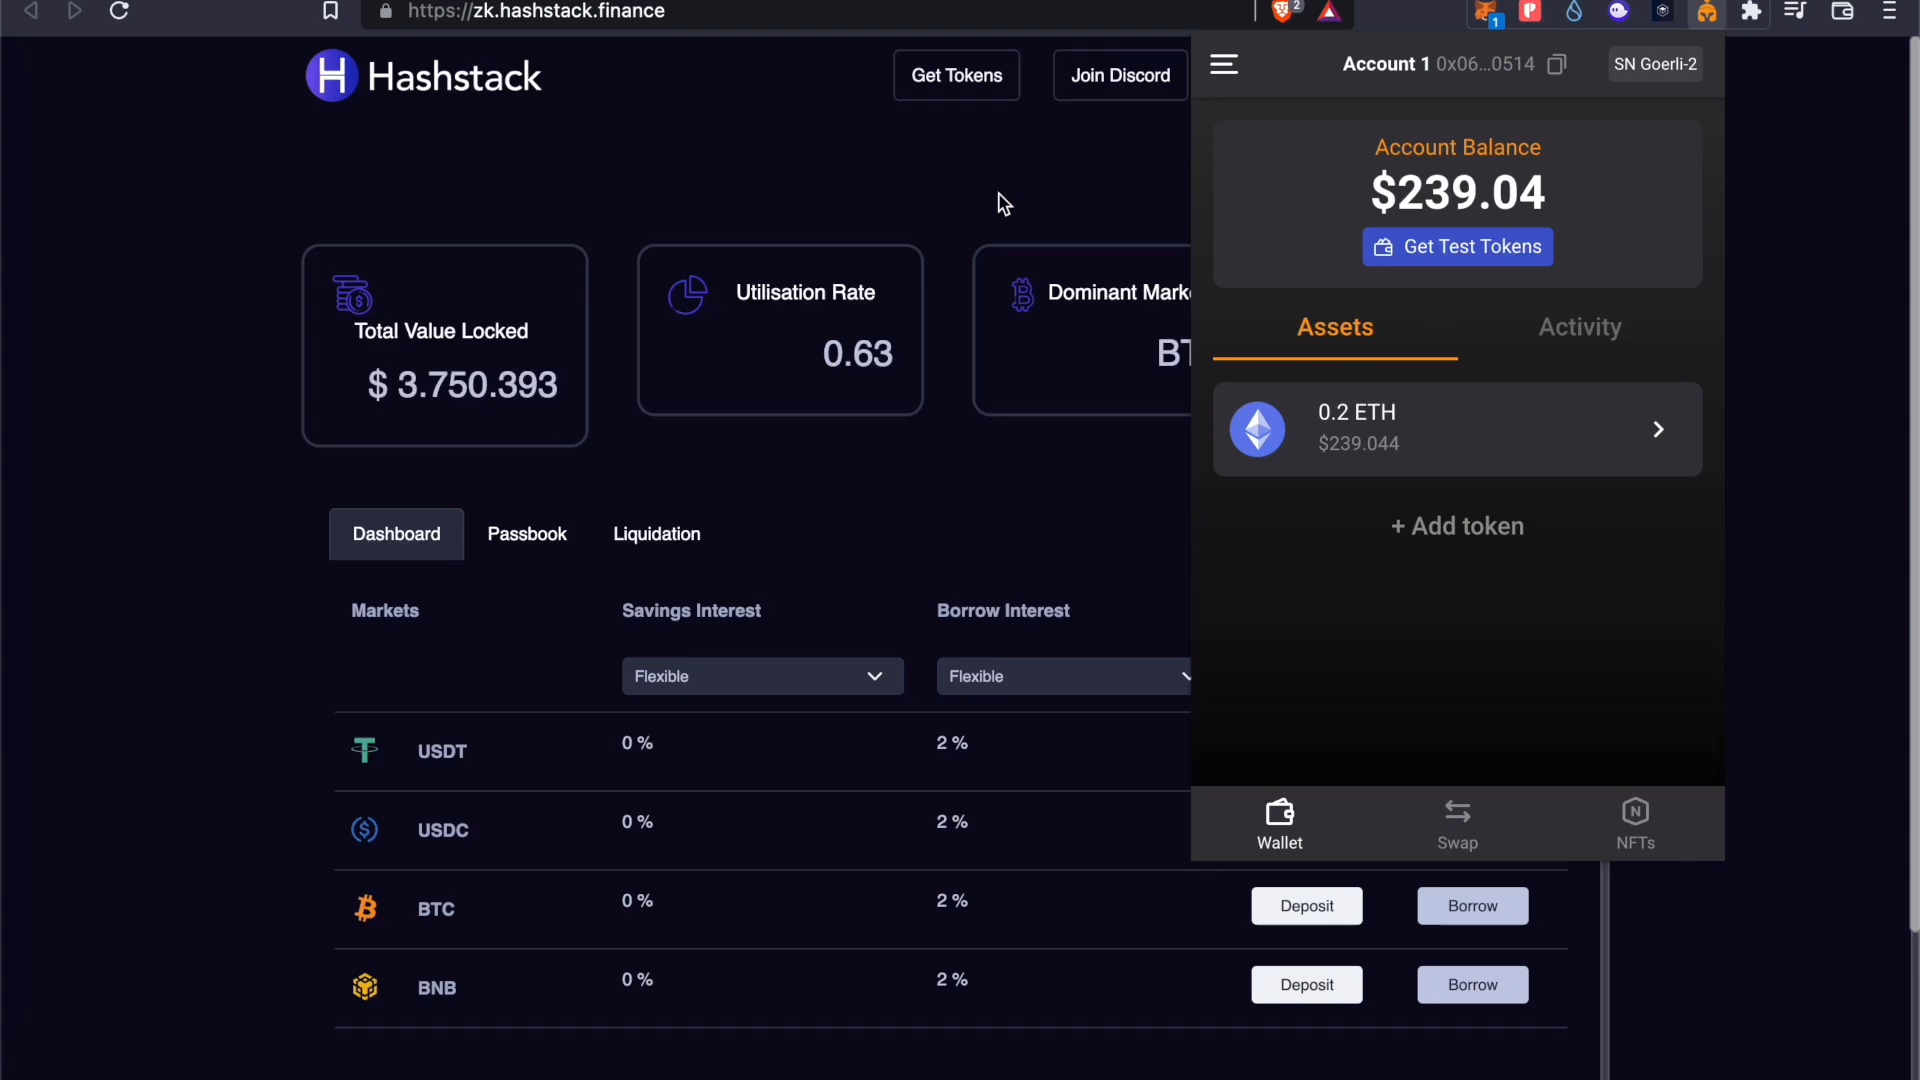 https://zk.hashstack.finance
2
1
Hashstack
Get Tokens
Join Discord
Account 1 0x06...0514
SN Goerli-2
Account Balance
$239.04
Get Test Tokens
Total Value Locked
$ 3.750.393
Utilisation Rate
0.63
Dominant Mark
BT
Assets
Activity
0.2 ETH
$239.044
+ Add token
Dashboard
Passbook
Liquidation
Markets
Savings Interest
Borrow Interest
Flexible
Flexible
USDT
0 %
2 %
USDC
0 %
2 %
Wallet
Swap
NFTs
BTC
0 %
2 %
Deposit
Borrow
BNB
0 %
2 %
Deposit
Borrow